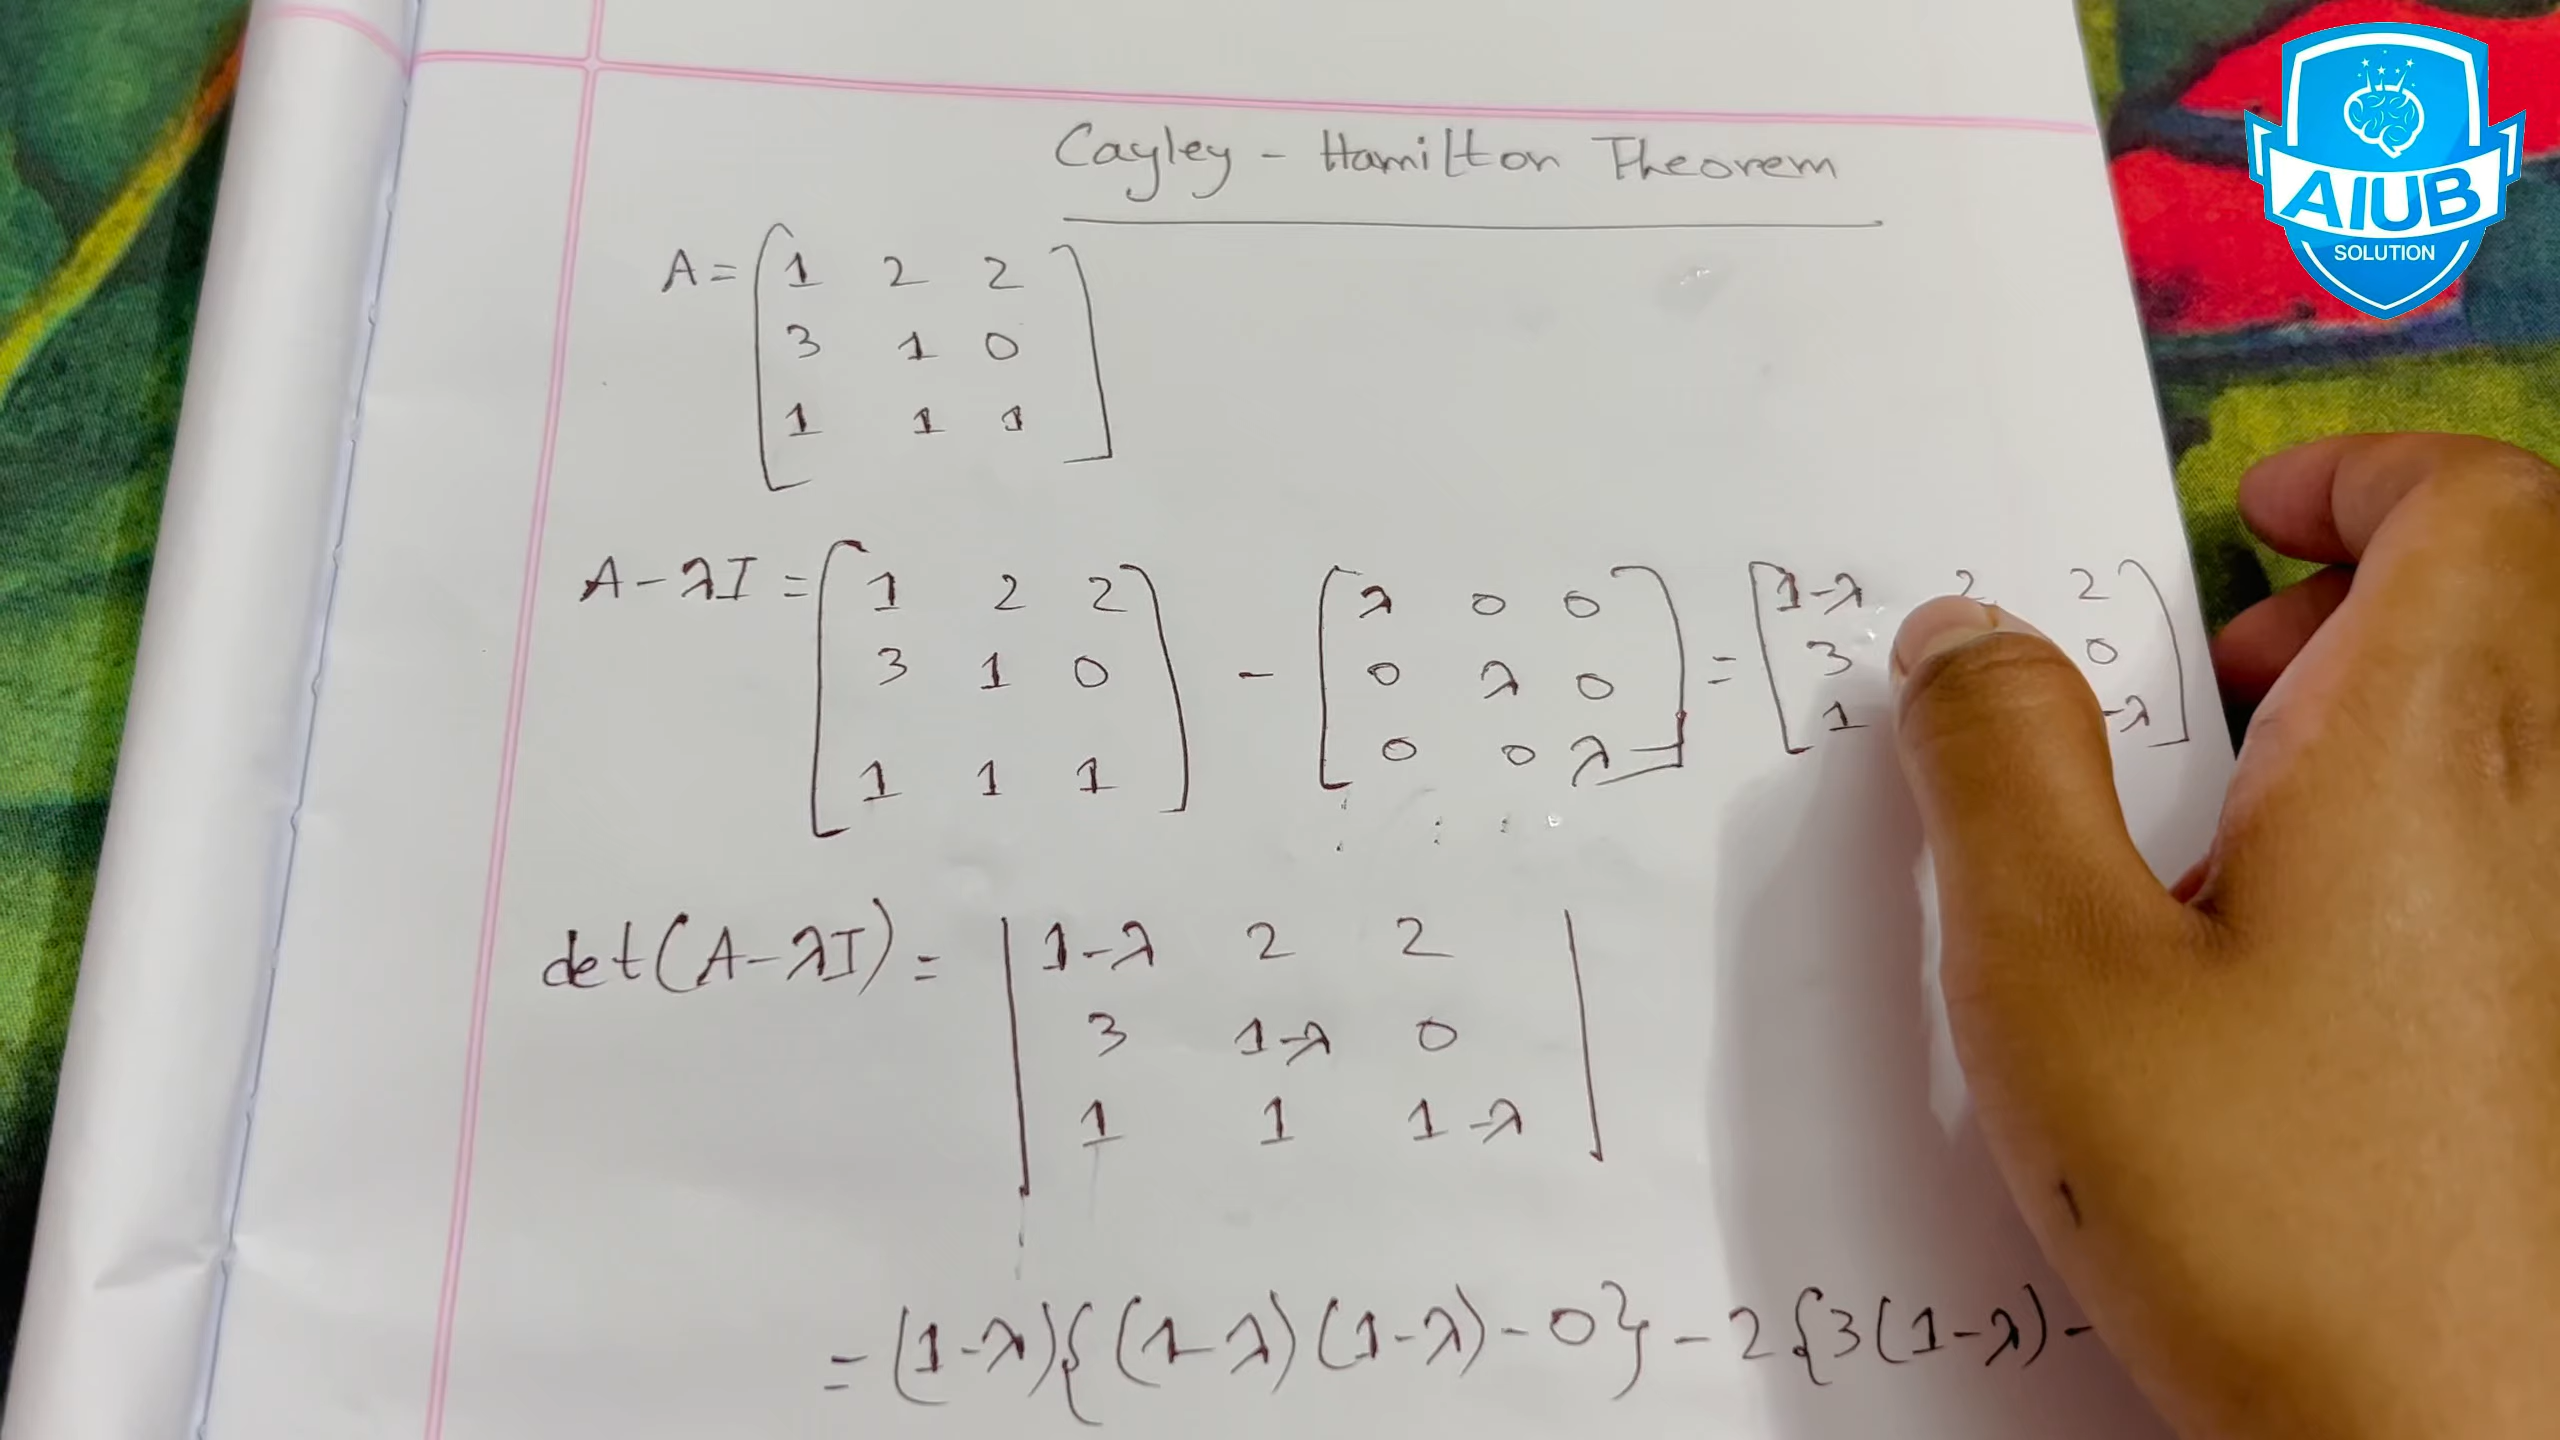 AIUB
SOLUTION
Cayley - Hamilton Theorem
A = [1 2 2
3 1 0
1 1 1]
A - λI = [1 2 2 - [λ 0 0 = [1-λ 2 2
3 1 0 0 λ 0 3 0
1 1 1] 0 0 λ] 1 -λ]
det(A-λI) = | 1-λ 2 2 |
3 1-λ 0
1 1 1-λ
= (1-λ){(1-λ)(1-λ)-0} - 2{3(1-λ)-